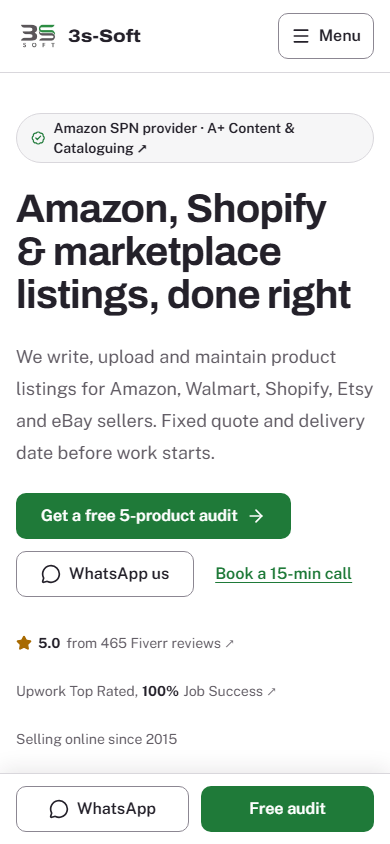 3S
SOFT
3s-Soft
Menu
Amazon SPN provider · A+ Content &
Cataloguing ↗
Amazon, Shopify
& marketplace
listings, done right
We write, upload and maintain product
listings for Amazon, Walmart, Shopify, Etsy
and eBay sellers. Fixed quote and delivery
date before work starts.
Get a free 5-product audit →
WhatsApp us
Book a 15-min call
5.0 from 465 Fiverr reviews ↗
Upwork Top Rated, 100% Job Success ↗
Selling online since 2015
WhatsApp
Free audit